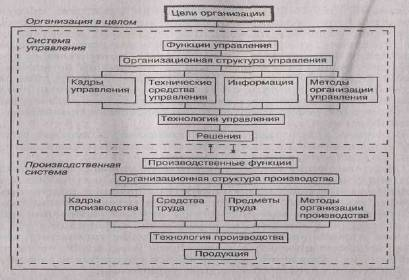 Цели организации
Организация в целом
Система
управления
Функции управления
Организационная структура управления
Кадры
управления
Технические
средства
управления
Информация
Методы
организации
управления
Технология управления
Решения
Производственная
система
Производственные функции
Организационная структура производства
Кадры
производства
Средства
труда
Предметы
труда
Методы
организации
производства
Технология производства
Продукция